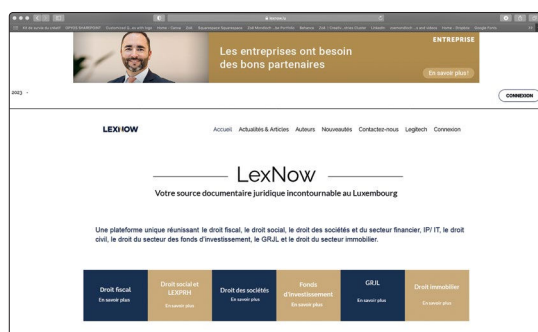 lexnow.lu
Les entreprises ont besoin
des bons partenaires
ENTREPRISE
En savoir plus !
2023
CONNEXION
LEXNOW
Accueil Actualités & Articles Auteurs Nouveautés Contactez-nous Legitech Connexion
LexNow
Votre source documentaire juridique incontournable au Luxembourg
Une plateforme unique réunissant le droit fiscal, le droit social, le droit des sociétés et du secteur financier, IP/ IT, le droit
civil, le droit du secteur des fonds d'investissement, le GRJL et le droit du secteur immobilier.
Droit fiscal
En savoir plus
Droit social et
LEXPRH
En savoir plus
Droit des sociétés
En savoir plus
Fonds
d'investissement
En savoir plus
GRJL
En savoir plus
Droit immobilier
En savoir plus